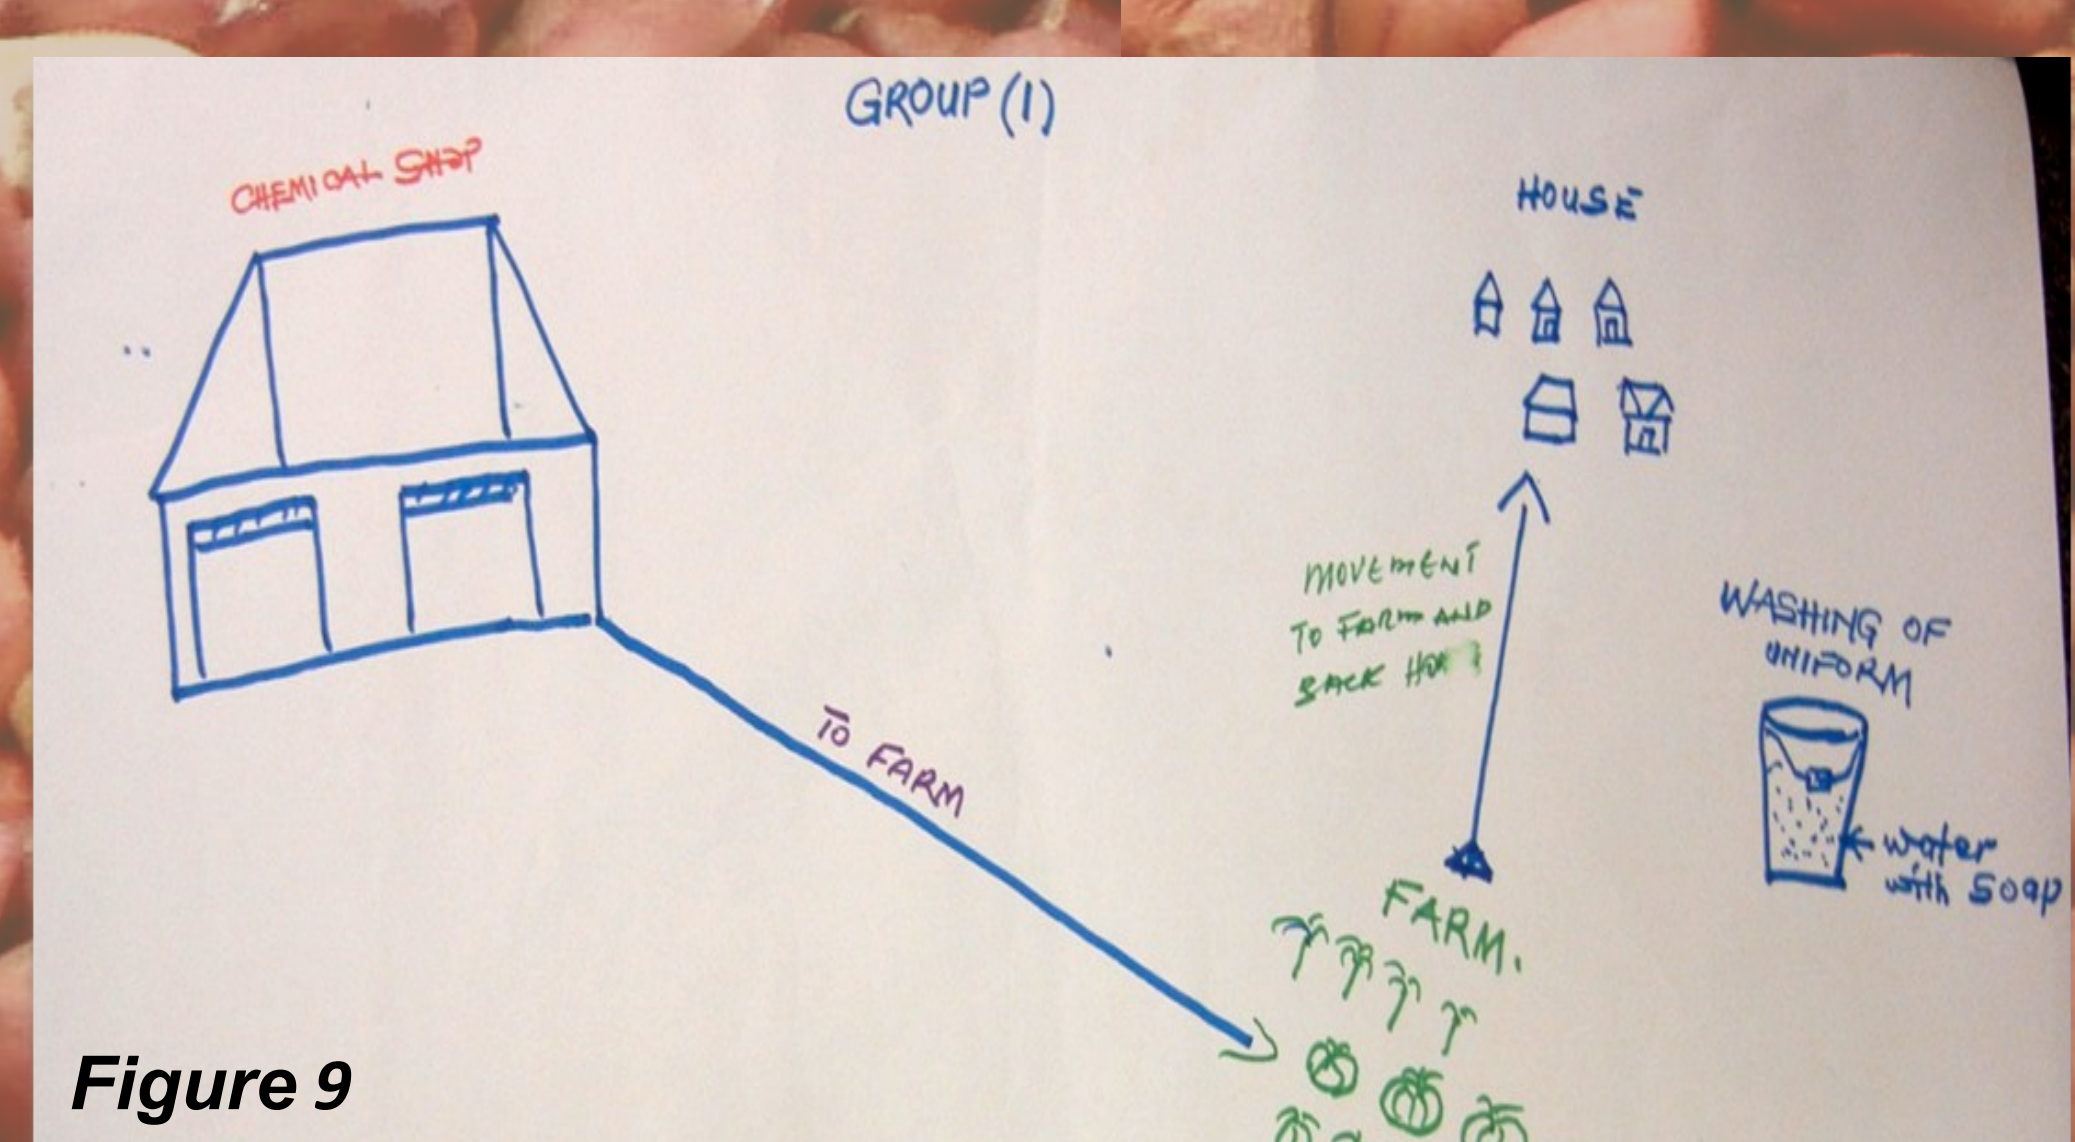 GROUP (1)
CHEMICAL SHOP
HOUSE
MOVEMENT
TO FARM AND
BACK
WASHING OF
UNIFORM
water
with Soap
TO FARM
FARM.
Figure 9